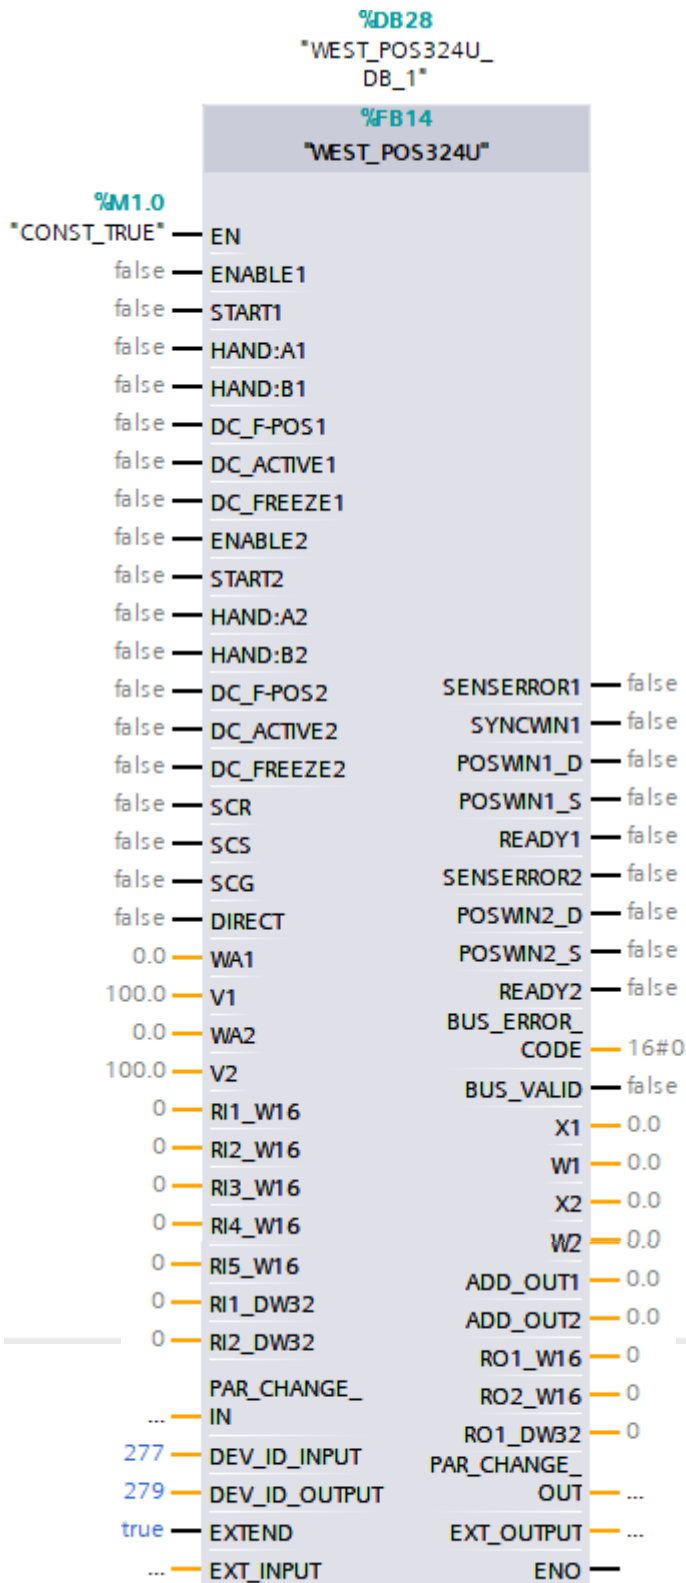 %DB28
"WEST_POS324U_
DB_1"
%FB14
"WEST_POS324U"
%M1.0
"CONST_TRUE" EN
false ENABLE1
false START1
false HAND:A1
false HAND:B1
false DC_F-POS1
false DC_ACTIVE1
false DC_FREEZE1
false ENABLE2
false START2
false HAND:A2
false HAND:B2
false DC_F-POS2 SENSERROR1 false
false DC_ACTIVE2 SYNCWIN1 false
false DC_FREEZE2 POSWIN1_D false
false SCR POSWIN1_S false
false SCS READY1 false
false SCG SENSERROR2 false
false DIRECT POSWIN2_D false
0.0 WA1 POSWIN2_S false
100.0 V1 READY2 false
0.0 WA2 BUS_ERROR_
CODE 16#0
100.0 V2 BUS_VALID false
0 RI1_W16 X1 0.0
0 RI2_W16 W1 0.0
0 RI3_W16 X2 0.0
0 RI4_W16 W2 0.0
0 RI5_W16 ADD_OUT1 0.0
0 RI1_DW32 ADD_OUT2 0.0
0 RI2_DW32 RO1_W16 0
PAR_CHANGE_ RO2_W16 0
... IN RO1_DW32 0
277 DEV_ID_INPUT PAR_CHANGE_
279 DEV_ID_OUTPUT OUT ...
true EXTEND EXT_OUTPUT ...
... EXT_INPUT ENO